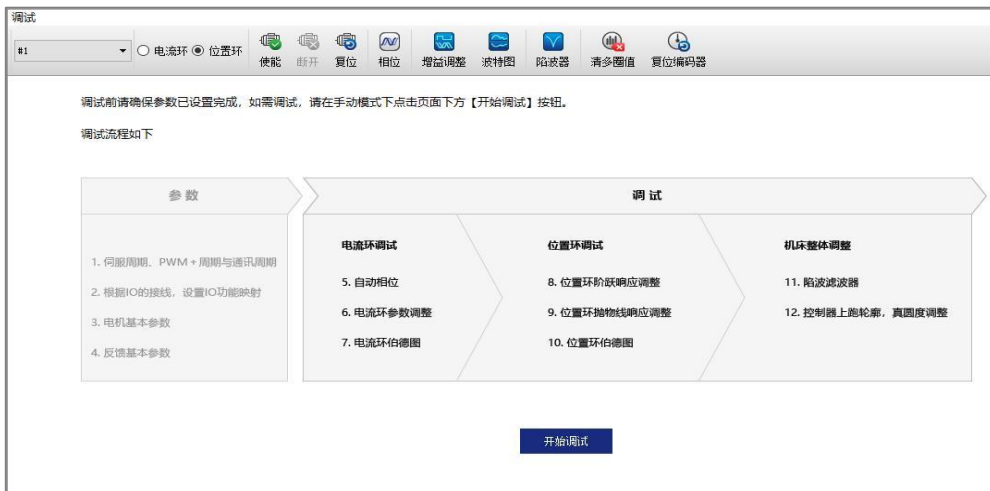 调试
#1 电流环 位置环 使能 断开 复位 相位 增益调整 波特图 陷波器 清多圈值 复位编码器
调试前请确保参数已设置完成，如需调试，请在手动模式下点击页面下方【开始调试】按钮。
调试流程如下
参 数
调 试
1. 伺服周期、PWM + 周期与通讯周期
2. 根据IO的接线，设置IO功能映射
3. 电机基本参数
4. 反馈基本参数
电流环调试
5. 自动相位
6. 电流环参数调整
7. 电流环伯德图
位置环调试
8. 位置环阶跃响应调整
9. 位置环抛物线响应调整
10. 位置环伯德图
机床整体调整
11. 陷波滤波器
12. 控制器上跑轮廓，真圆度调整
开始调试